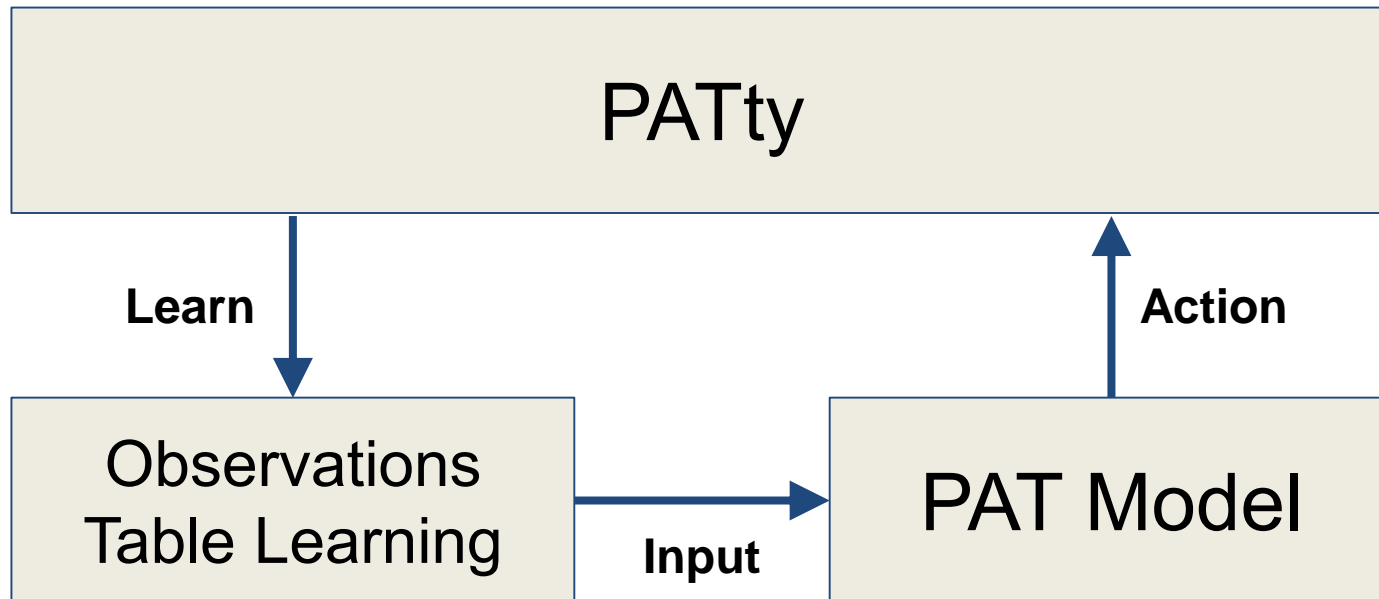 PATty
Learn
Action
Observations
Table Learning
Input
PAT Model